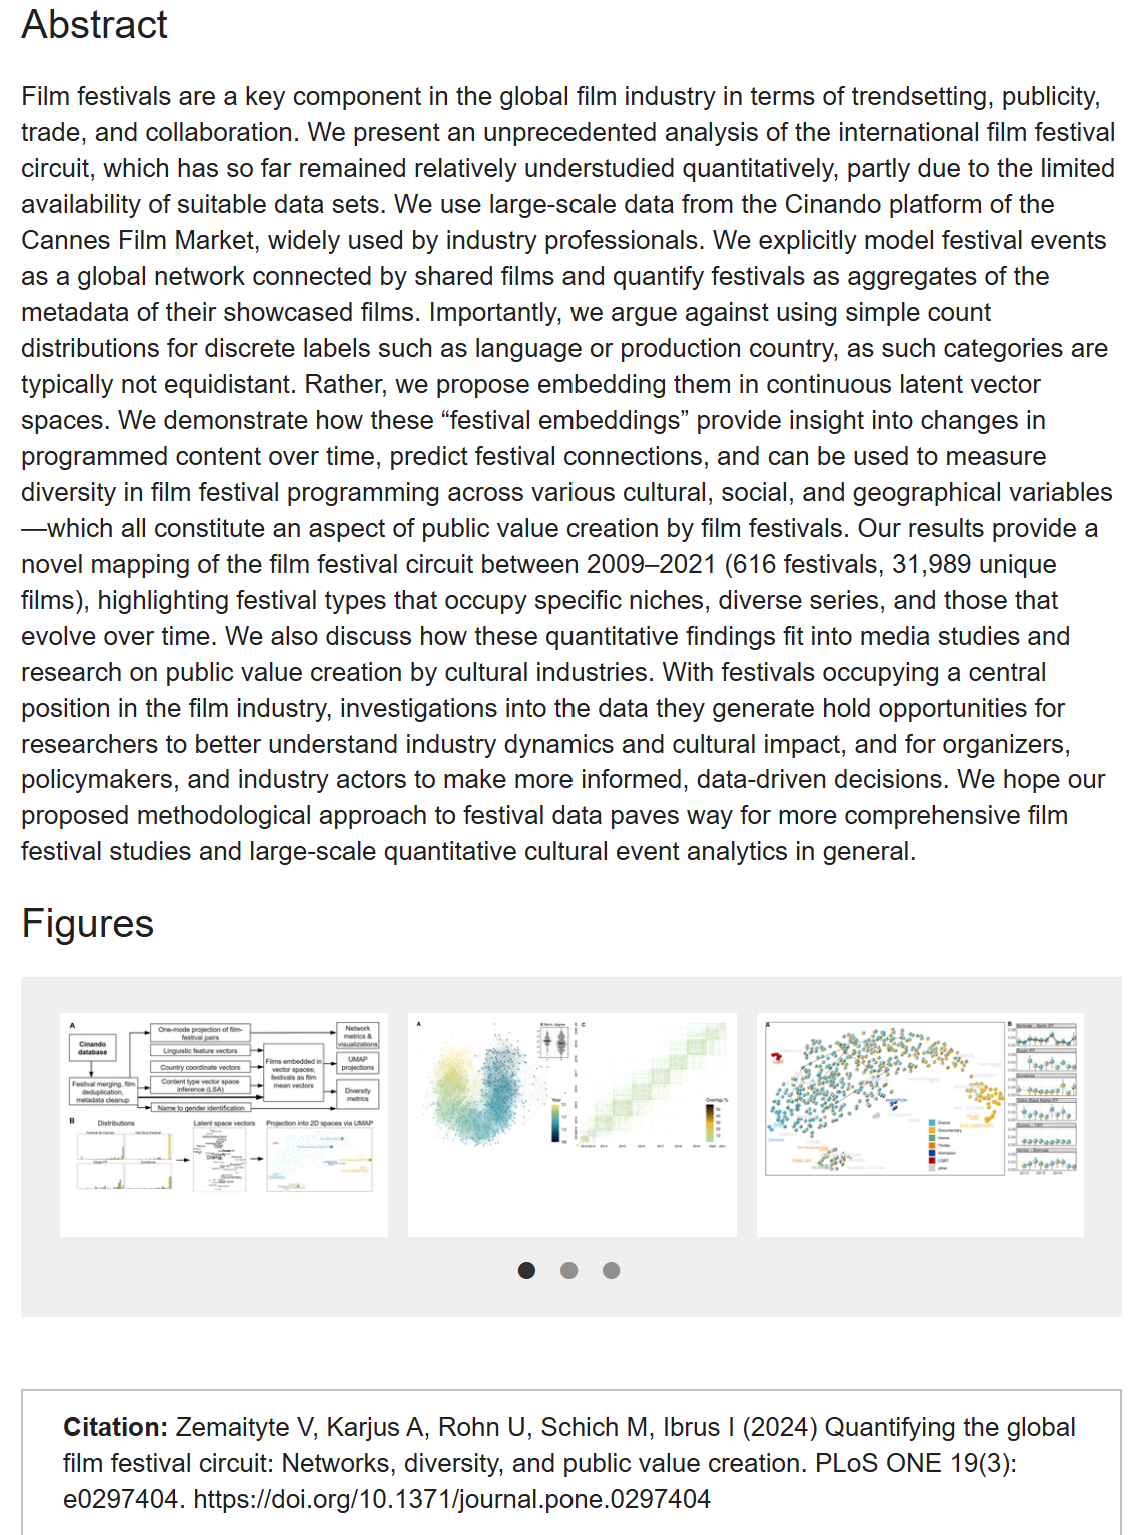 Abstract
Film festivals are a key component in the global film industry in terms of trendsetting, publicity,
trade, and collaboration. We present an unprecedented analysis of the international film festival
circuit, which has so far remained relatively understudied quantitatively, partly due to the limited
availability of suitable data sets. We use large-scale data from the Cinando platform of the
Cannes Film Market, widely used by industry professionals. We explicitly model festival events
as a global network connected by shared films and quantify festivals as aggregates of the
metadata of their showcased films. Importantly, we argue against using simple count
distributions for discrete labels such as language or production country, as such categories are
typically not equidistant. Rather, we propose embedding them in continuous latent vector
spaces. We demonstrate how these “festival embeddings” provide insight into changes in
programmed content over time, predict festival connections, and can be used to measure
diversity in film festival programming across various cultural, social, and geographical variables
—which all constitute an aspect of public value creation by film festivals. Our results provide a
novel mapping of the film festival circuit between 2009–2021 (616 festivals, 31,989 unique
films), highlighting festival types that occupy specific niches, diverse series, and those that
evolve over time. We also discuss how these quantitative findings fit into media studies and
research on public value creation by cultural industries. With festivals occupying a central
position in the film industry, investigations into the data they generate hold opportunities for
researchers to better understand industry dynamics and cultural impact, and for organizers,
policymakers, and industry actors to make more informed, data-driven decisions. We hope our
proposed methodological approach to festival data paves way for more comprehensive film
festival studies and large-scale quantitative cultural event analytics in general.
Figures
A
Cinando
database
Festival merging, film
deduplication,
metadata cleanup
One-mode projection of film-
festival pairs
Linguistic feature vectors
Country coordinate vectors
Content type vector space
inference (LSA)
Name to gender identification
Films embedded in
vector spaces;
festivals as film
mean vectors
Network
metrics &
visualizations
UMAP
projections
Diversity
metrics
B
Distributions
Latent space vectors
Projection into 2D spaces via UMAP
A
C
Year
Overlap %
A
B
Drama
Documentary
Horror
Thriller
Animation
LGBT
other
Citation: Zemaityte V, Karjus A, Rohn U, Schich M, Ibrus I (2024) Quantifying the global
film festival circuit: Networks, diversity, and public value creation. PLoS ONE 19(3):
e0297404. https://doi.org/10.1371/journal.pone.0297404